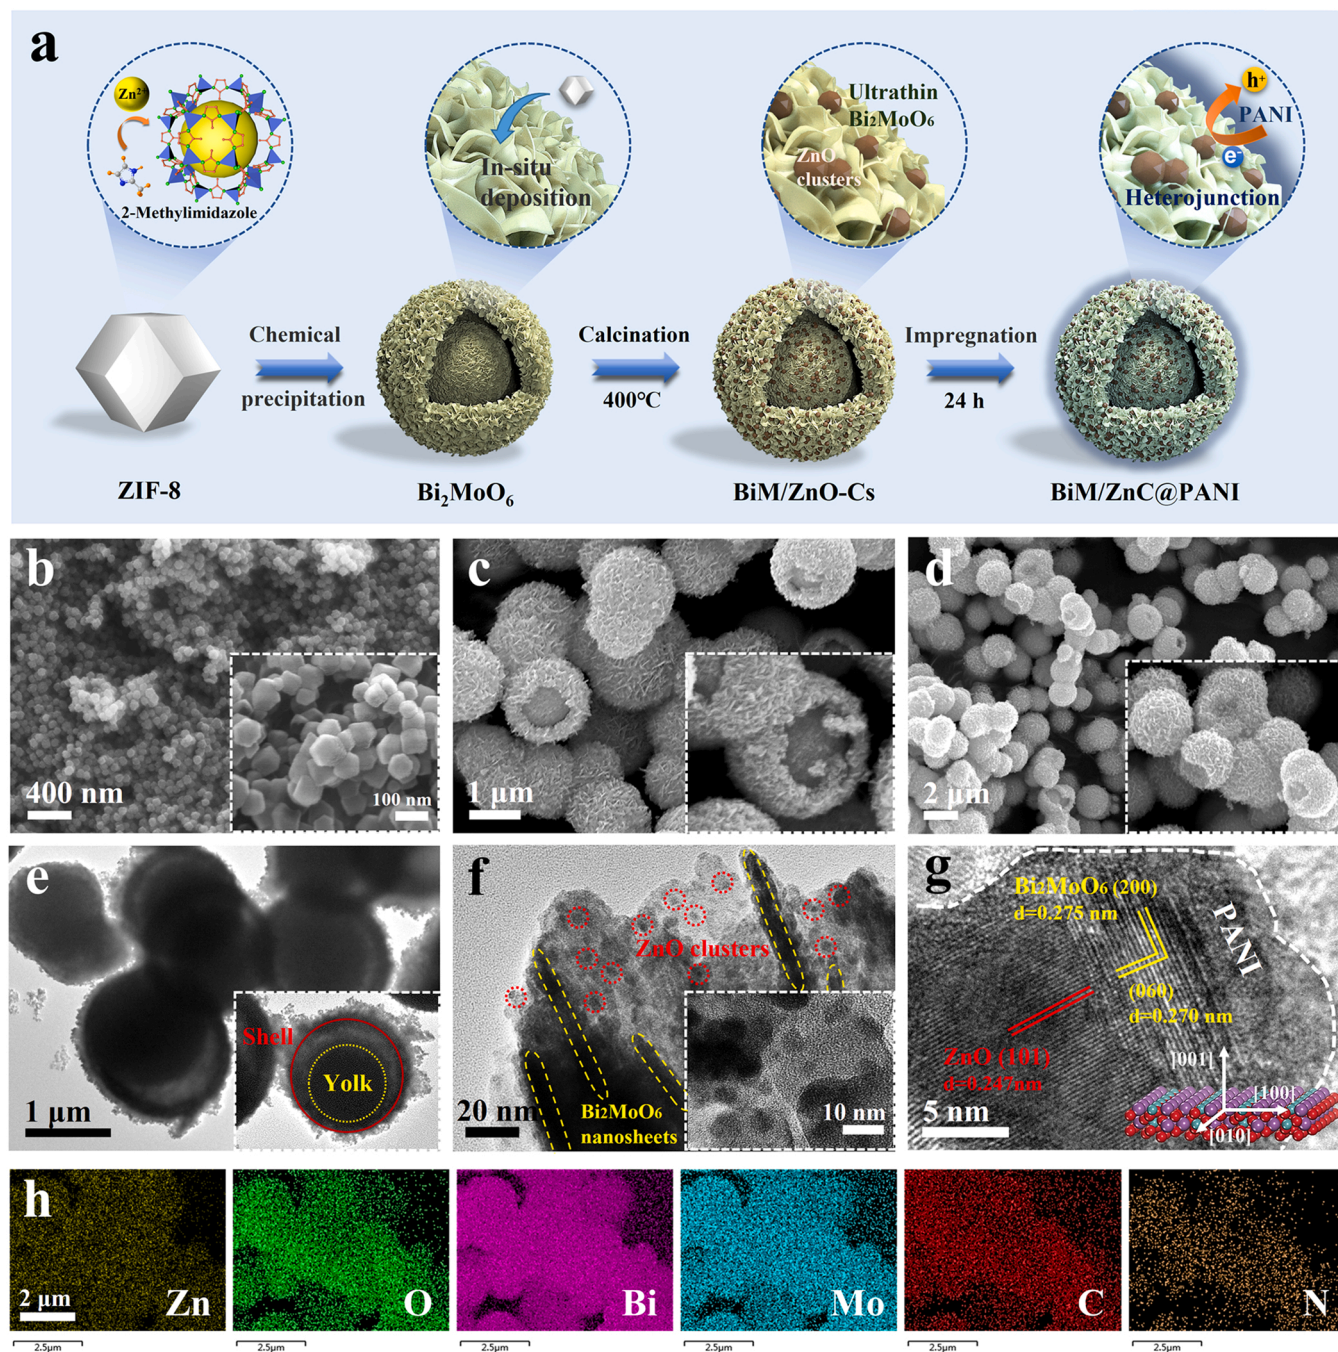 a
Zn²⁺
2-Methylimidazole
In-situ
deposition
Ultrathin
Bi₂MoO₆
ZnO
clusters
h⁺
PANI
e⁻
Heterojunction
Chemical
precipitation
Calcination
400°C
Impregnation
24 h
ZIF-8
Bi₂MoO₆
BiM/ZnO-Cs
BiM/ZnC@PANI
b
400 nm
100 nm
c
1 μm
d
2 μm
e
Shell
Yolk
1 μm
f
ZnO clusters
Bi₂MoO₆
nanosheets
20 nm
10 nm
g
Bi₂MoO₆ (200)
d=0.275 nm
PANI
(060)
d=0.270 nm
ZnO (101)
d=0.247nm
[001]
[100]
[010]
5 nm
h
2 μm
Zn
O
Bi
Mo
C
N
2.5μm
2.5μm
2.5μm
2.5μm
2.5μm
2.5μm